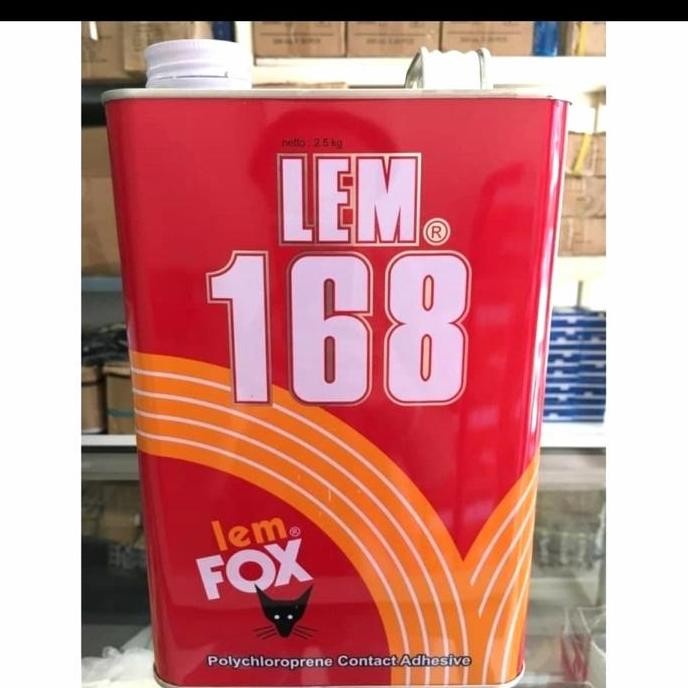 netto : 2.5 kg
LEM®
168
lem®
FOX
Polychloroprene Contact Adhesive